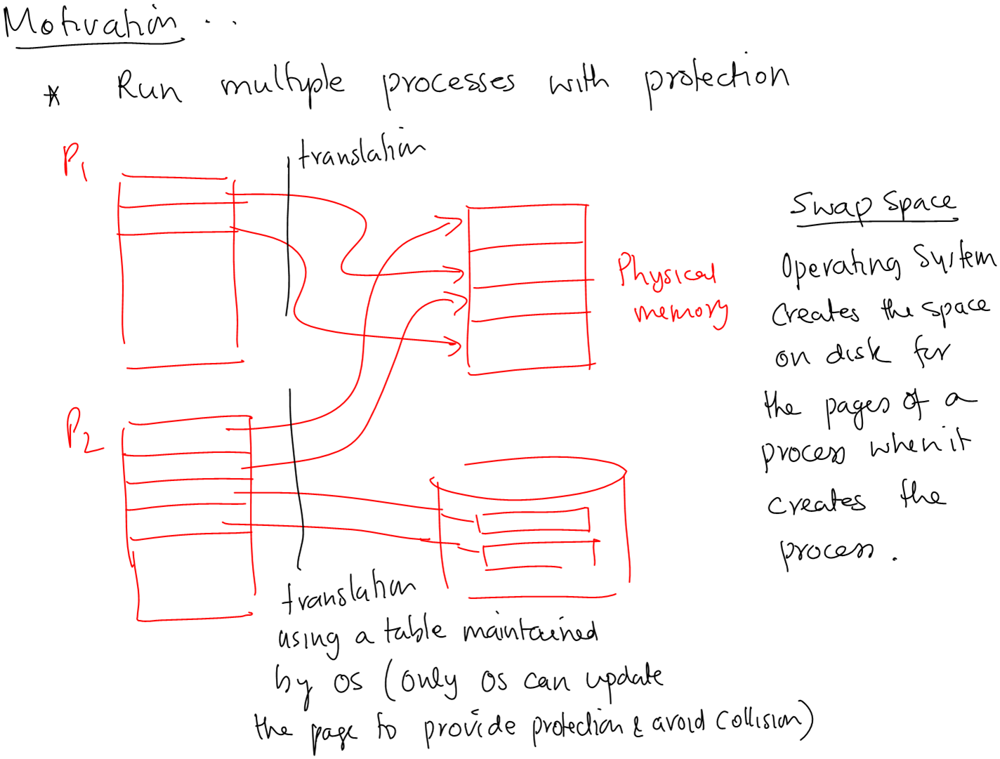 Motivation ...
* Run multiple processes with protection
P1
translation
Physical
memory
P2
translation
using a table maintained
by OS (only OS can update
the page to provide protection & avoid collision)
Swap Space
Operating System
creates the space
on disk for
the pages of a
process when it
creates the
process.